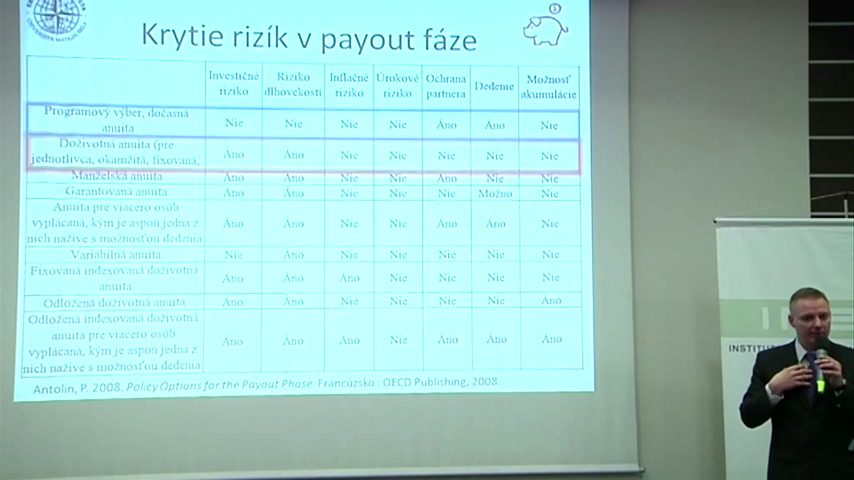 Krytie rizík v payout fáze
Investičné riziko Riziko dlhovekosti Inflačné riziko Úrokové riziko Ochrana partnera Dedenie Možnosť akumulácie
Programový výber, dočasná anuita Nie Nie Nie Nie Áno Áno Nie
Doživotná anuita (pre jednotlivca, okamžitá, fixovaná, Áno Áno Nie Nie Nie Nie Nie
Manželská anuita Áno Áno Nie Nie Áno Nie Nie
Garantovaná anuita Áno Áno Nie Nie Nie Možno Nie
Anuita pre viacero osôb vyplácaná, kým je aspoň jedna z nich nažive s možnosťou dedenia Áno Áno Nie Nie Áno Áno Nie
Variabilná anuita Nie Áno Nie Nie Nie Nie Nie
Fixovaná indexovaná doživotná anuita Áno Áno Áno Nie Nie Nie Nie
Odložená doživotná anuita Áno Áno Nie Nie Nie Nie Áno
Odložená indexovaná doživotná anuita pre viacero osôb vyplácaná, kým je aspoň jedna z nich nažive s možnosťou dedenia Áno Áno Áno Nie Áno Áno Áno
Antolin, P. 2008. Policy Options for the Payout Phase. Francúzsko : OECD Publishing, 2008.
INE
INSTITUT